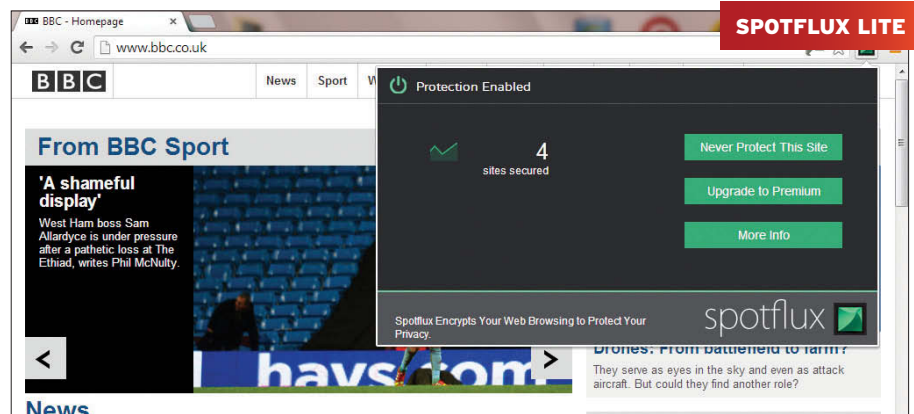 SPOTFLUX LITE
BBC - Homepage
www.bbc.co.uk
BBC
News
Sport
W
Protection Enabled
From BBC Sport
'A shameful
display'
West Ham boss Sam
Allardyce is under pressure
after a pathetic loss at The
Ethiad, writes Phil McNulty.
4
sites secured
Never Protect This Site
Upgrade to Premium
More Info
Spotflux Encrypts Your Web Browsing to Protect Your
Privacy.
spotflux
Drones: From battlefield to farm?
They serve as eyes in the sky and even as attack
aircraft. But could they find another role?
< >
News